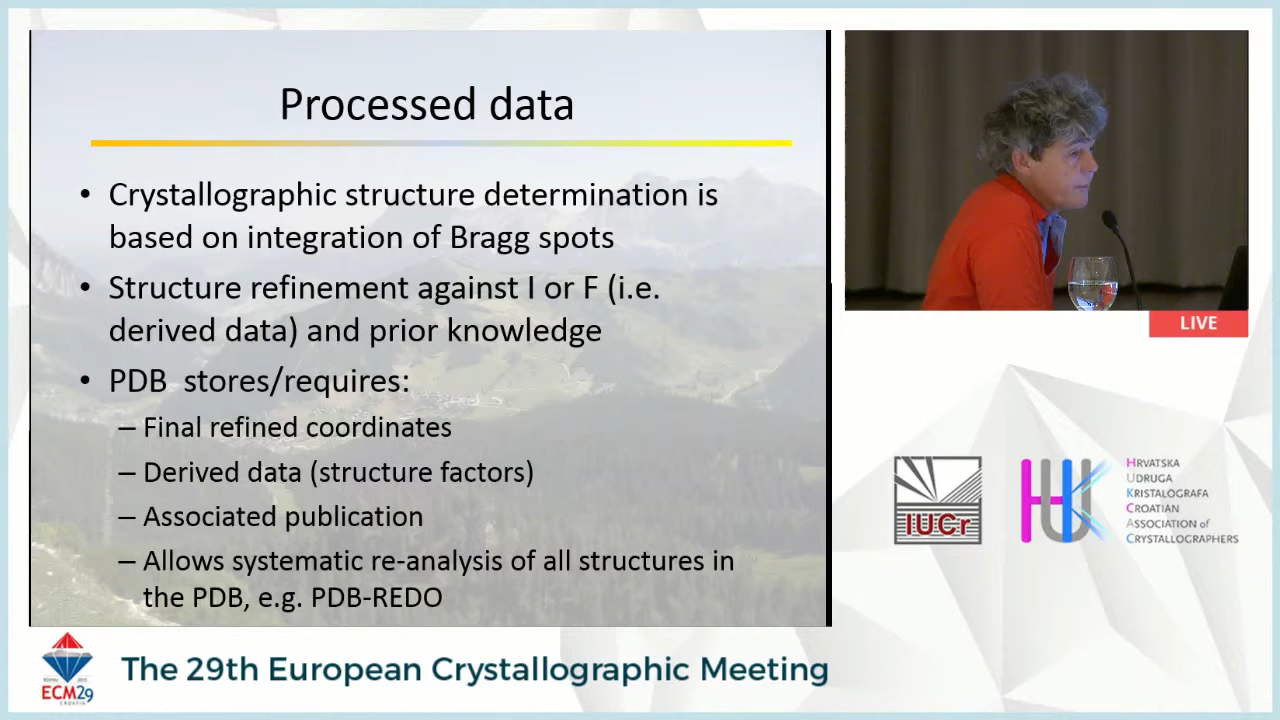 Processed data
• Crystallographic structure determination is
based on integration of Bragg spots
• Structure refinement against I or F (i.e.
derived data) and prior knowledge
• PDB stores/requires:
– Final refined coordinates
– Derived data (structure factors)
– Associated publication
– Allows systematic re-analysis of all structures in
the PDB, e.g. PDB-REDO
LIVE
IUCr
HUK
HRVATSKA
UDRUGA
KRISTALOGRAFA
CROATIAN
ASSOCIATION of
CRYSTALLOGRAPHERS
ECM29
CROATIA
The 29th European Crystallographic Meeting